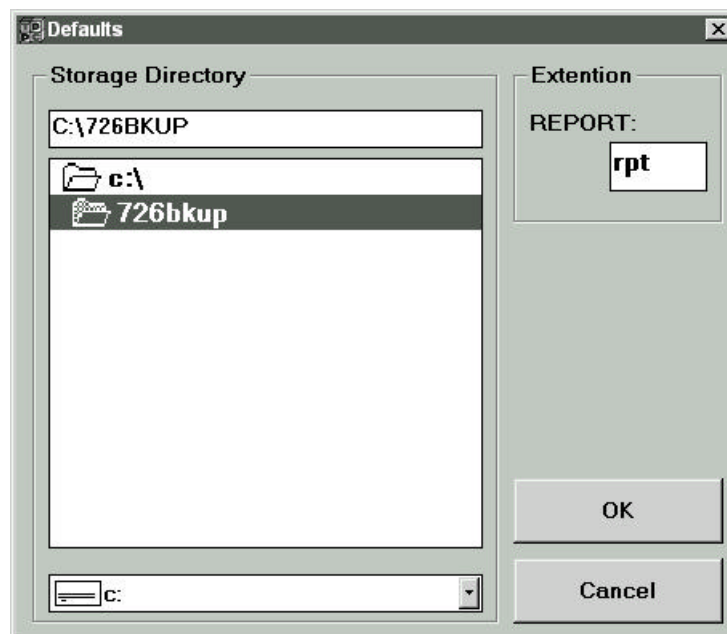 Defaults
Storage Directory
C:\726BKUP
c:\
726bkup
c:
Extention
REPORT:
rpt
OK
Cancel